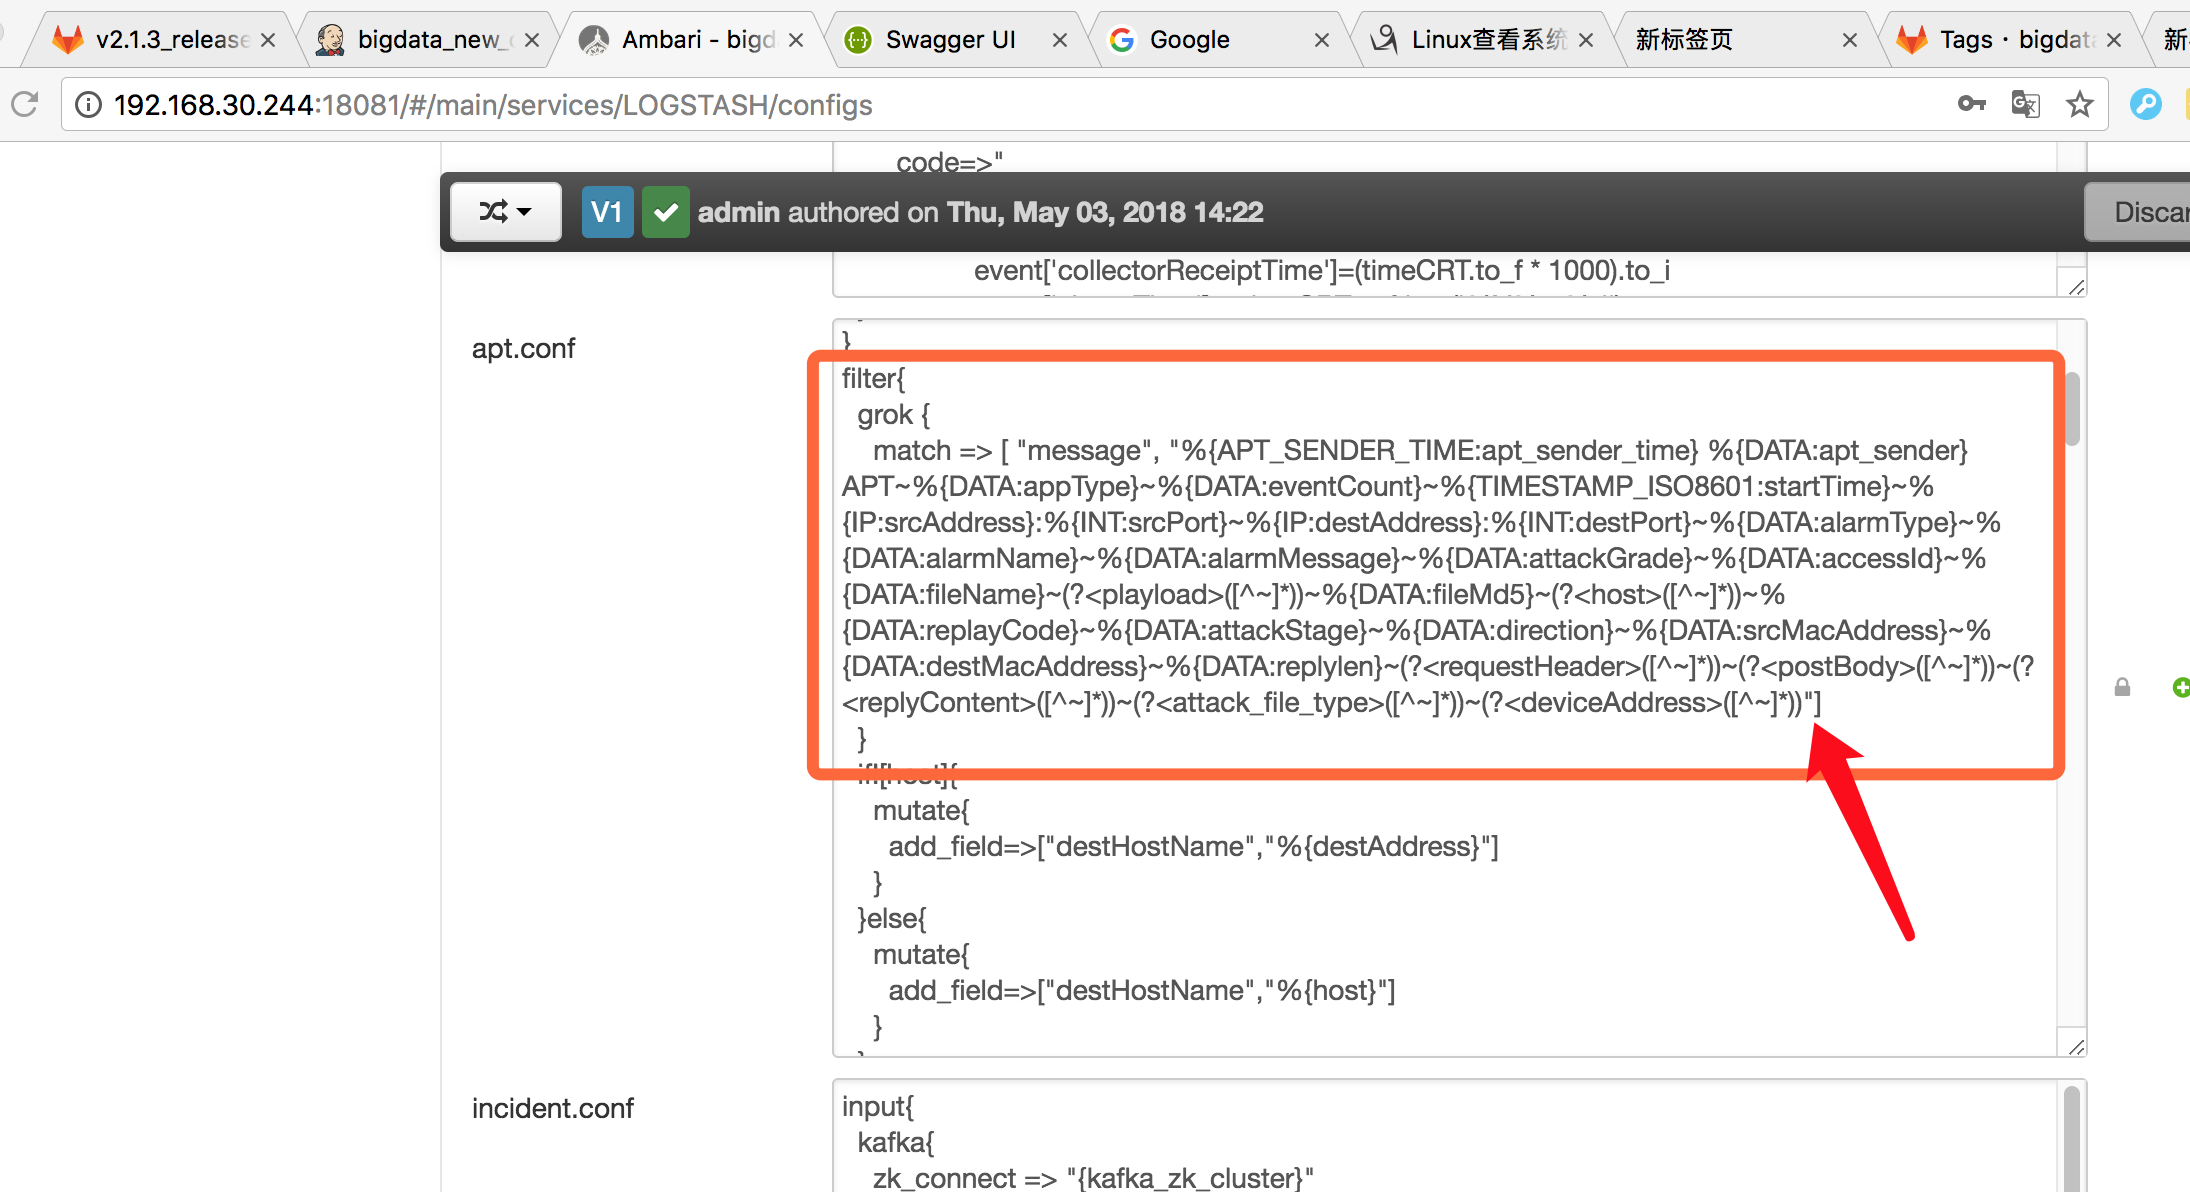 v2.1.3_release
bigdata_new_
Ambari - bigd
Swagger UI
Google
Linux查看系统
新标签页
Tags · bigdat
新
192.168.30.244:18081/#/main/services/LOGSTASH/configs
code=>"
V1
admin authored on Thu, May 03, 2018 14:22
Discar
event['collectorReceiptTime']=(timeCRT.to_f * 1000).to_i
apt.conf
}
filter{
grok {
match => [ "message", "%{APT_SENDER_TIME:apt_sender_time} %{DATA:apt_sender}
APT~%{DATA:appType}~%{DATA:eventCount}~%{TIMESTAMP_ISO8601:startTime}~%
{IP:srcAddress}:%{INT:srcPort}~%{IP:destAddress}:%{INT:destPort}~%{DATA:alarmType}~%
{DATA:alarmName}~%{DATA:alarmMessage}~%{DATA:attackGrade}~%{DATA:accessId}~%
{DATA:fileName}~(?<playload>([^~]*))~%{DATA:fileMd5}~(?<host>([^~]*))~%
{DATA:replayCode}~%{DATA:attackStage}~%{DATA:direction}~%{DATA:srcMacAddress}~%
{DATA:destMacAddress}~%{DATA:replylen}~(?<requestHeader>([^~]*))~(?<postBody>([^~]*))~(?
<replyContent>([^~]*))~(?<attack_file_type>([^~]*))~(?<deviceAddress>([^~]*))"]
}
if![host]{
mutate{
add_field=>["destHostName","%{destAddress}"]
}
}else{
mutate{
add_field=>["destHostName","%{host}"]
}
incident.conf
input{
kafka{
zk_connect => "{kafka_zk_cluster}"